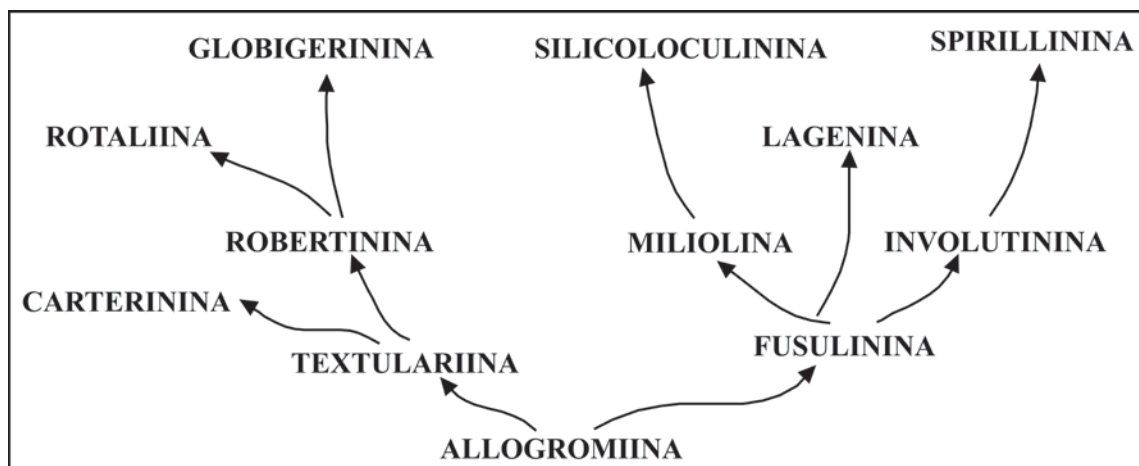 GLOBIGERININA
SILICOLOCULININA
SPIRILLININA
ROTALIINA
LAGENINA
ROBERTININA
MILIOLINA
INVOLUTININA
CARTERININA
TEXTULARIINA
FUSULININA
ALLOGROMIINA